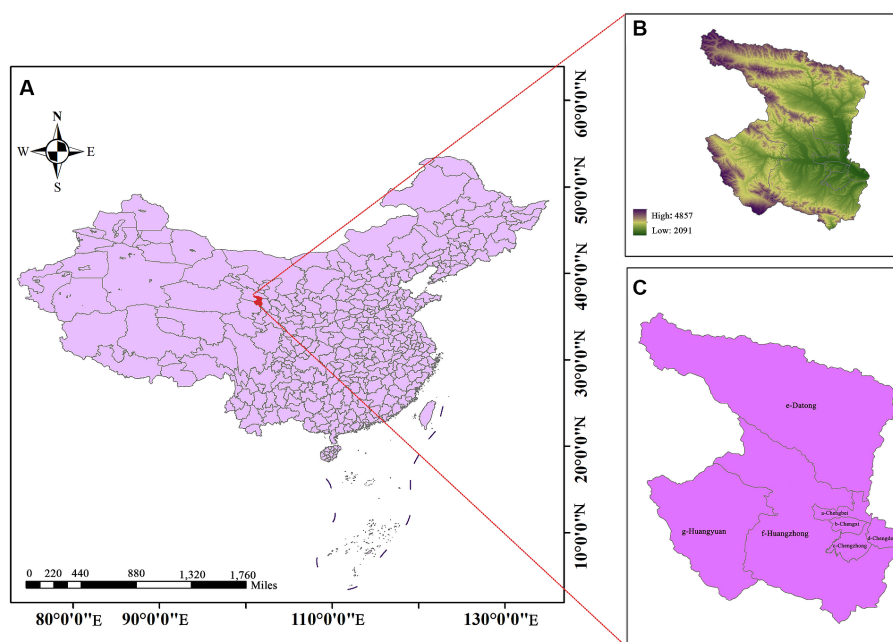 A
N
W
E
S
60°0'0"N
50°0'0"N
40°0'0"N
30°0'0"N
20°0'0"N
10°0'0"N
0 220 440 880 1,320 1,760
Miles
80°0'0"E 90°0'0"E 110°0'0"E 130°0'0"E
B
High: 4857
Low: 2091
C
e-Datong
a-Chengbei
b-Chengxi
d-Chengdo
c-Chengzhong
f-Huangzhong
g-Huangyuan